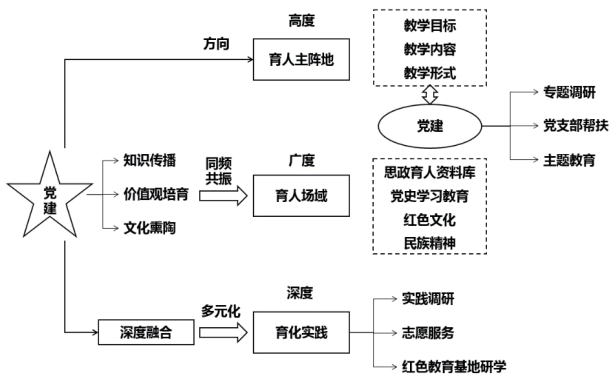 高度
方向
育人主阵地
教学目标
教学内容
教学形式
党建
专题调研
党支部帮扶
主题教育
党
建
知识传播
价值观培育
文化熏陶
同频
共振
广度
育人场域
思政育人资料库
党史学习教育
红色文化
民族精神
深度融合
多元化
深度
育化实践
实践调研
志愿服务
红色教育基地研学